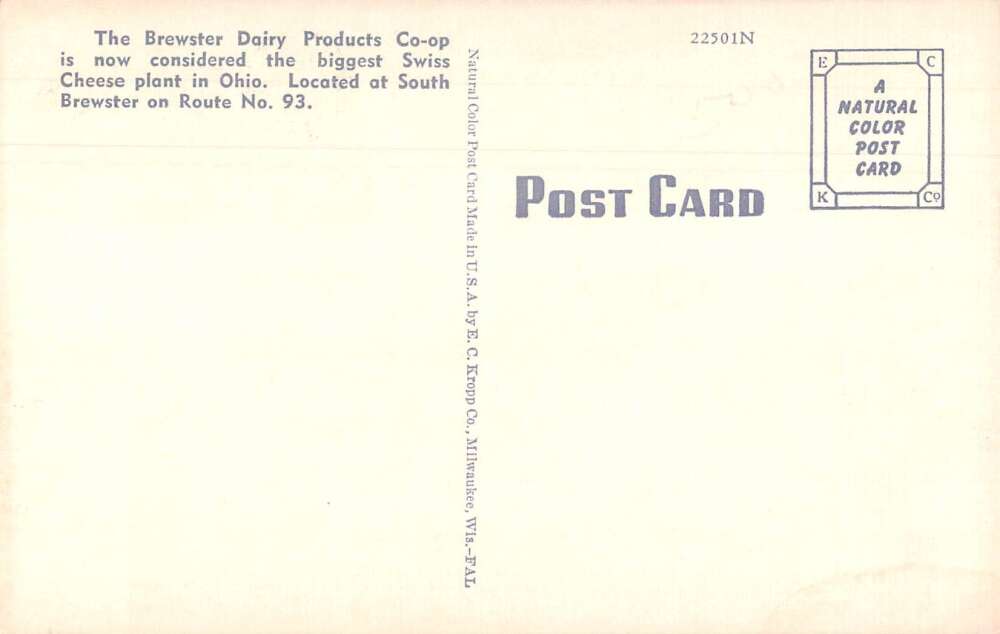 The Brewster Dairy Products Co-op
is now considered the biggest Swiss
Cheese plant in Ohio. Located at South
Brewster on Route No. 93.
Natural Color Post Card Made in U.S.A. by E. C. Kropp Co., Milwaukee, Wis.-FAL
22501N
POST CARD
E C
A
NATURAL
COLOR
POST
CARD
K Co